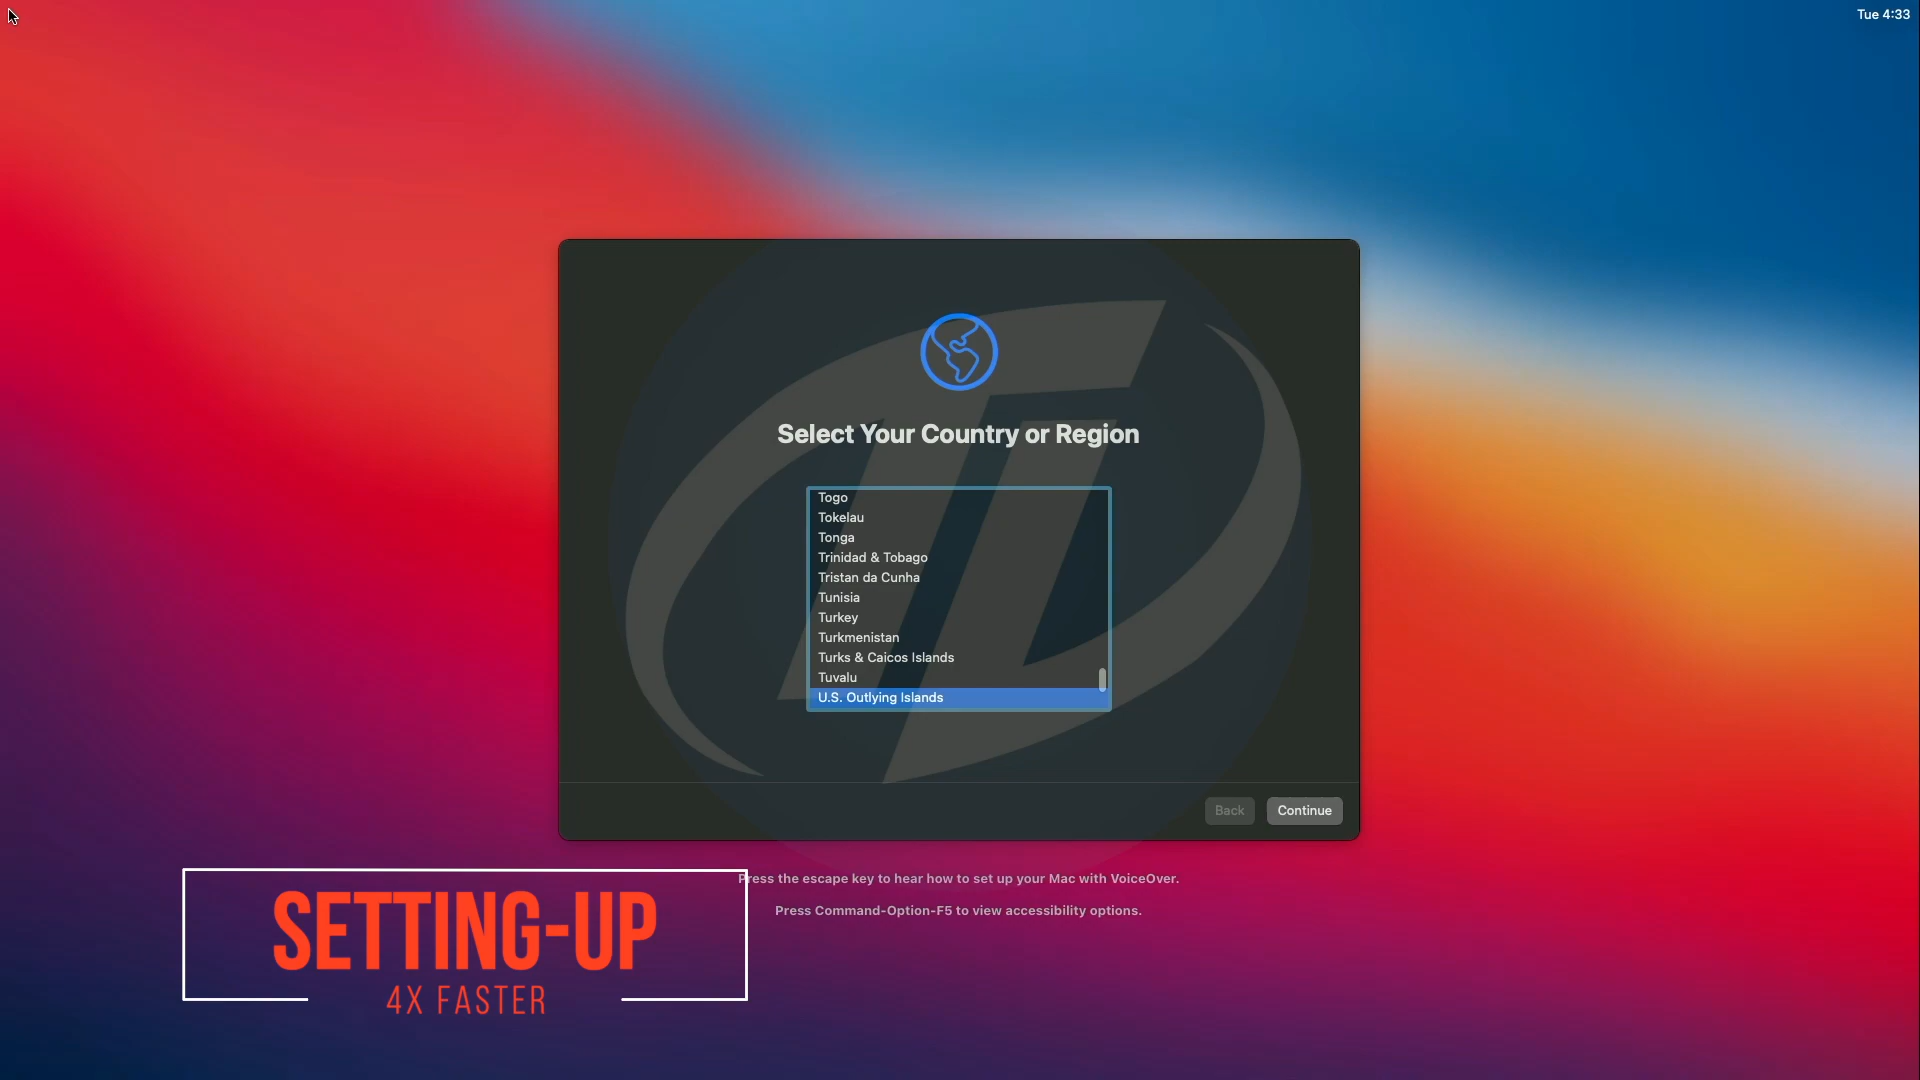 Tue 4:33
Select Your Country or Region
Togo
Tokelau
Tonga
Trinidad & Tobago
Tristan da Cunha
Tunisia
Turkey
Turkmenistan
Turks & Caicos Islands
Tuvalu
U.S. Outlying Islands
Back
Continue
Press the escape key to hear how to set up your Mac with VoiceOver.
Press Command-Option-F5 to view accessibility options.
SETTING-UP
4X FASTER